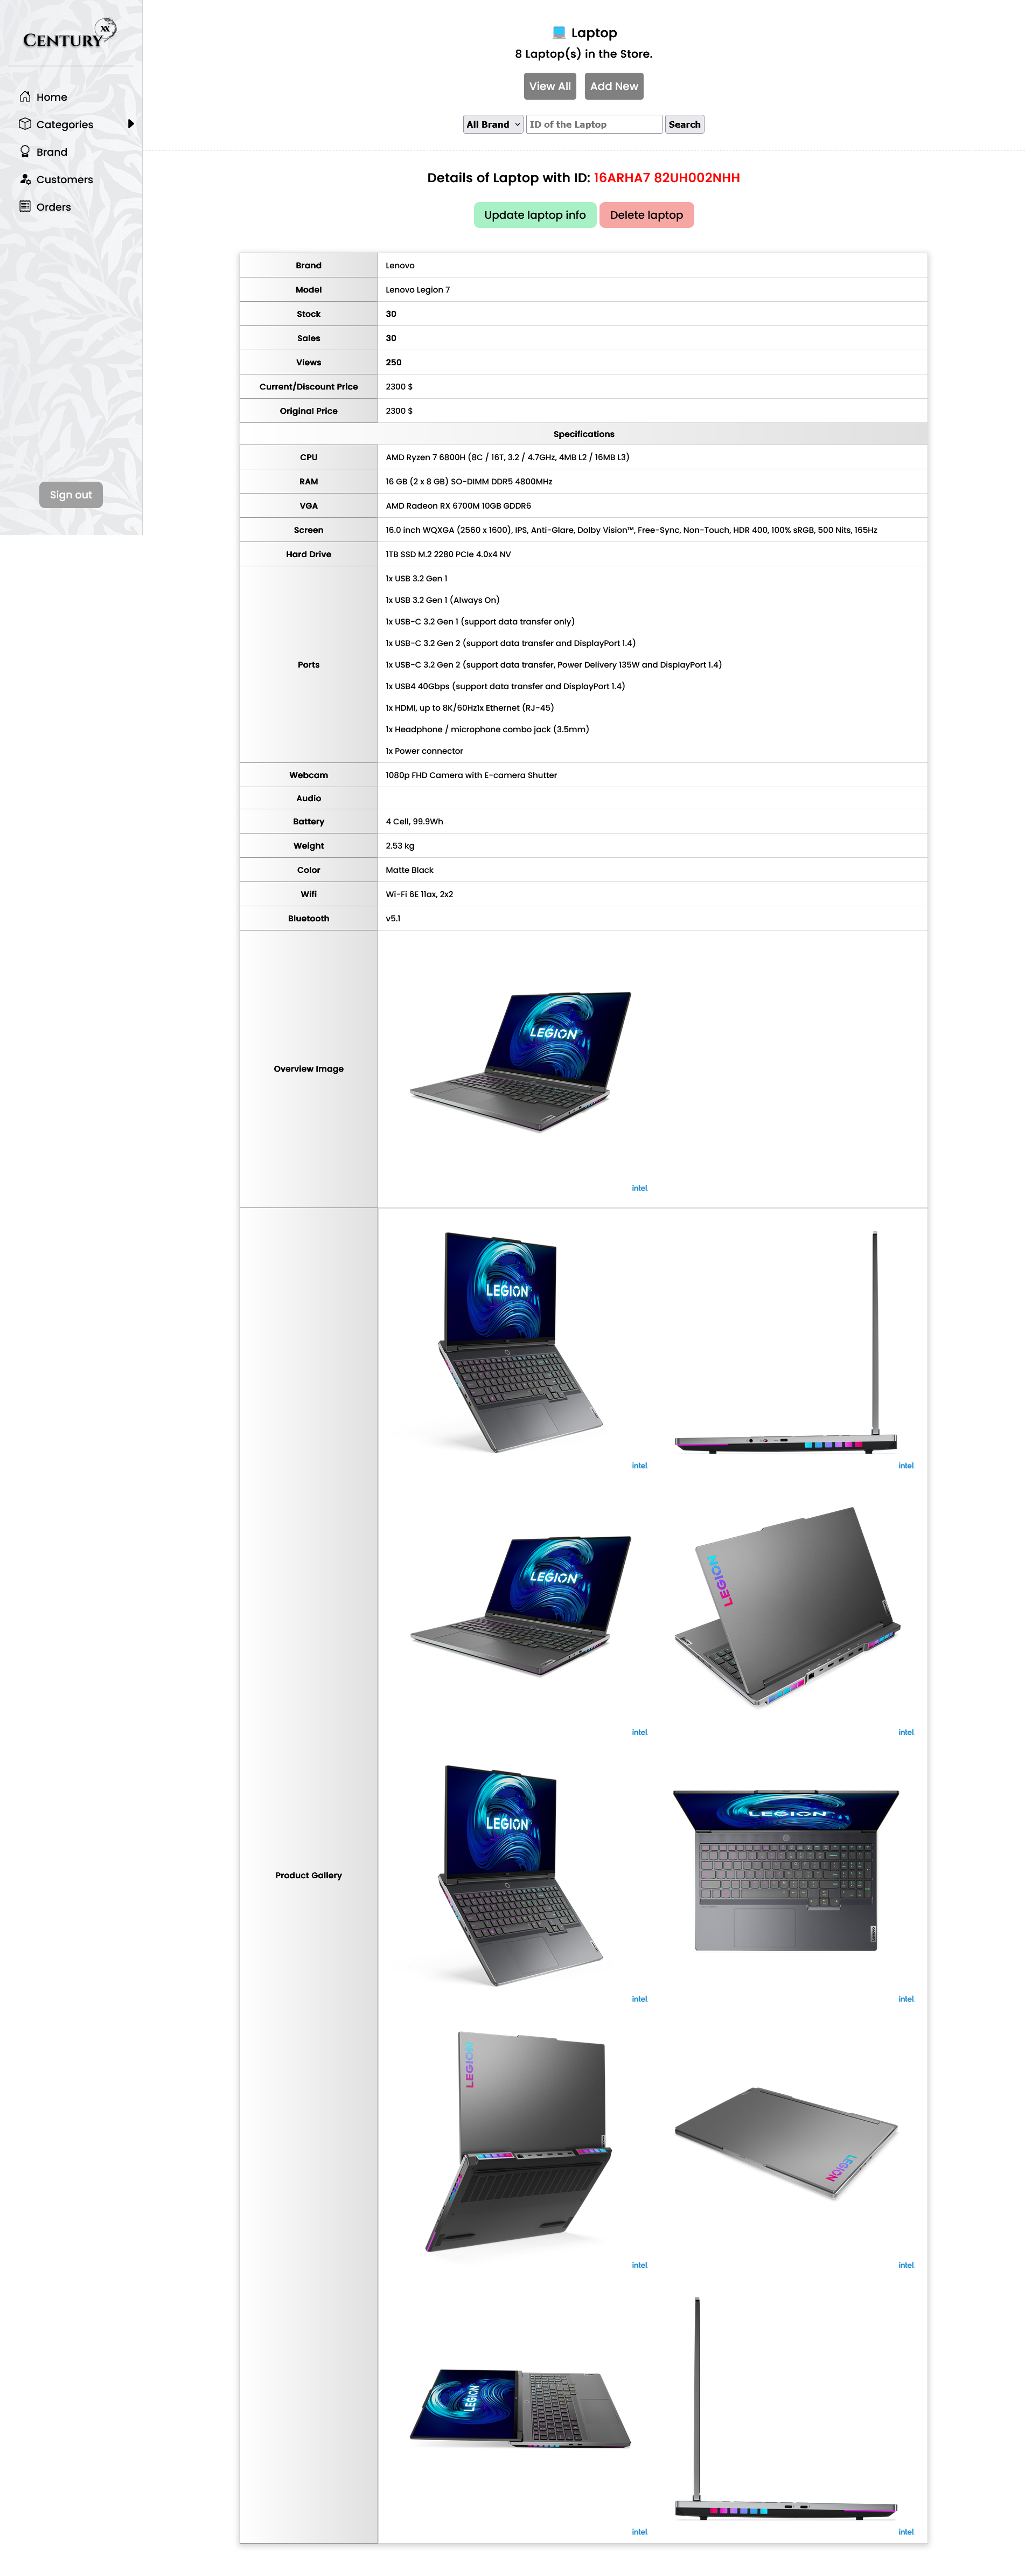 CENTURY
Home
Categories
Brand
Customers
Orders
Sign out
Laptop
8 Laptop(s) in the Store.
View All Add New
All Brand ID of the Laptop Search
Details of Laptop with ID: 16ARHA7 82UH002NHH
Update laptop info Delete laptop
Brand Lenovo
Model Lenovo Legion 7
Stock 30
Sales 30
Views 250
Current/Discount Price 2300 $
Original Price 2300 $
Specifications
CPU AMD Ryzen 7 6800H (8C / 16T, 3.2 / 4.7GHz, 4MB L2 / 16MB L3)
RAM 16 GB (2 x 8 GB) SO-DIMM DDR5 4800MHz
VGA AMD Radeon RX 6700M 10GB GDDR6
Screen 16.0 inch WQXGA (2560 x 1600), IPS, Anti-Glare, Dolby Vision™, Free-Sync, Non-Touch, HDR 400, 100% sRGB, 500 Nits, 165Hz
Hard Drive 1TB SSD M.2 2280 PCIe 4.0x4 NV
Ports
1x USB 3.2 Gen 1
1x USB 3.2 Gen 1 (Always On)
1x USB-C 3.2 Gen 1 (support data transfer only)
1x USB-C 3.2 Gen 2 (support data transfer and DisplayPort 1.4)
1x USB-C 3.2 Gen 2 (support data transfer, Power Delivery 135W and DisplayPort 1.4)
1x USB4 40Gbps (support data transfer and DisplayPort 1.4)
1x HDMI, up to 8K/60Hz1x Ethernet (RJ-45)
1x Headphone / microphone combo jack (3.5mm)
1x Power connector
Webcam 1080p FHD Camera with E-camera Shutter
Audio
Battery 4 Cell, 99.9Wh
Weight 2.53 kg
Color Matte Black
Wifi Wi-Fi 6E 11ax, 2x2
Bluetooth v5.1
Overview Image
LEGION
intel
Product Gallery
LEGION
intel
intel
LEGION
LEGION
intel
intel
LEGION
LEGION
intel
intel
LEGION
LEGION
intel
intel
LEGION
intel
intel